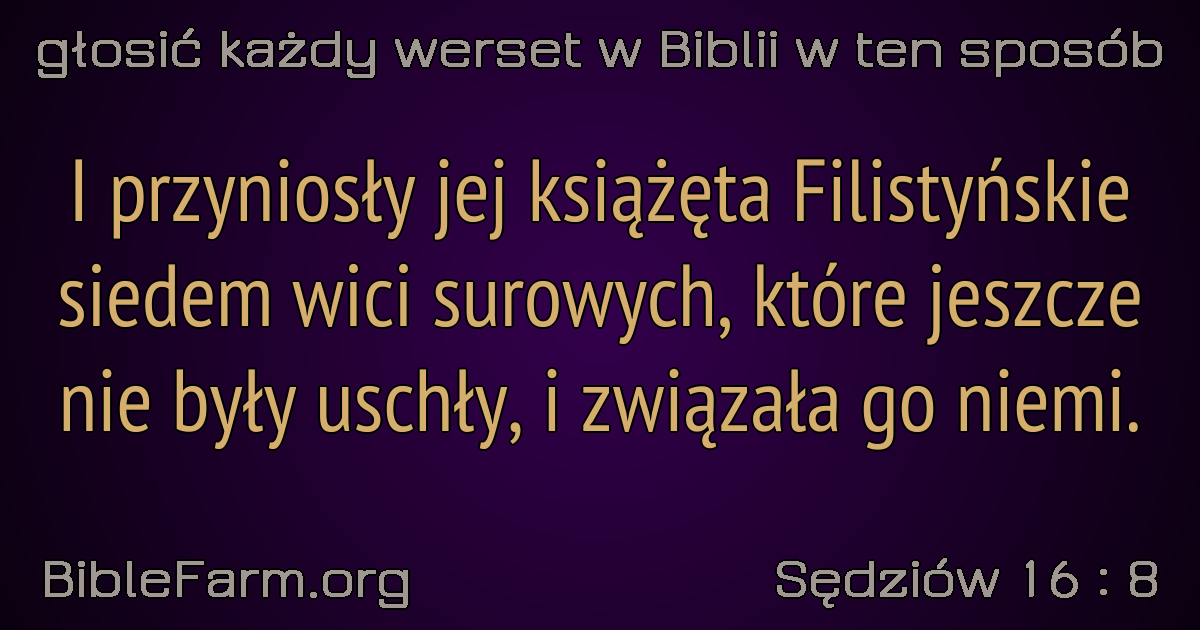 głosić każdy werset w Biblii w ten sposób
I przyniosły jej książęta Filistyńskie
siedem wici surowych, które jeszcze
nie były uschły, i związała go niemi.
BibleFarm.org
Sędziów 16 : 8